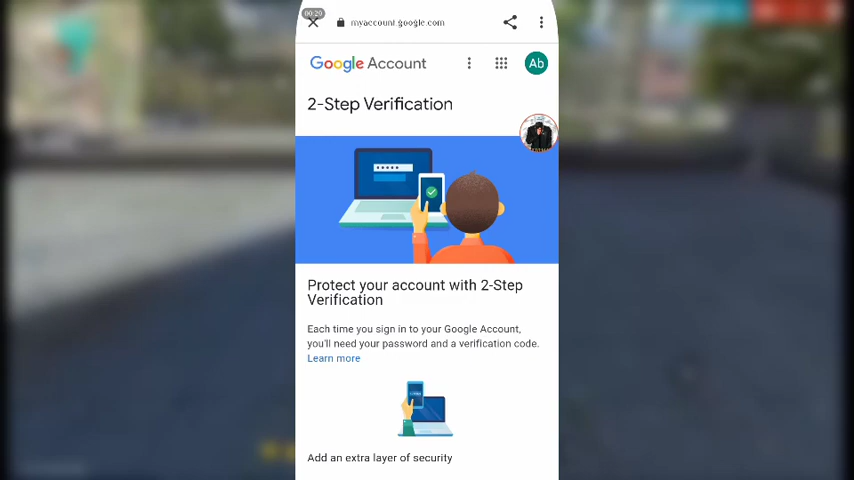 00:20
myaccount.google.com
Google Account
Ab
2-Step Verification
Protect your account with 2-Step
Verification
Each time you sign in to your Google Account,
you'll need your password and a verification code.
Learn more
Add an extra layer of security